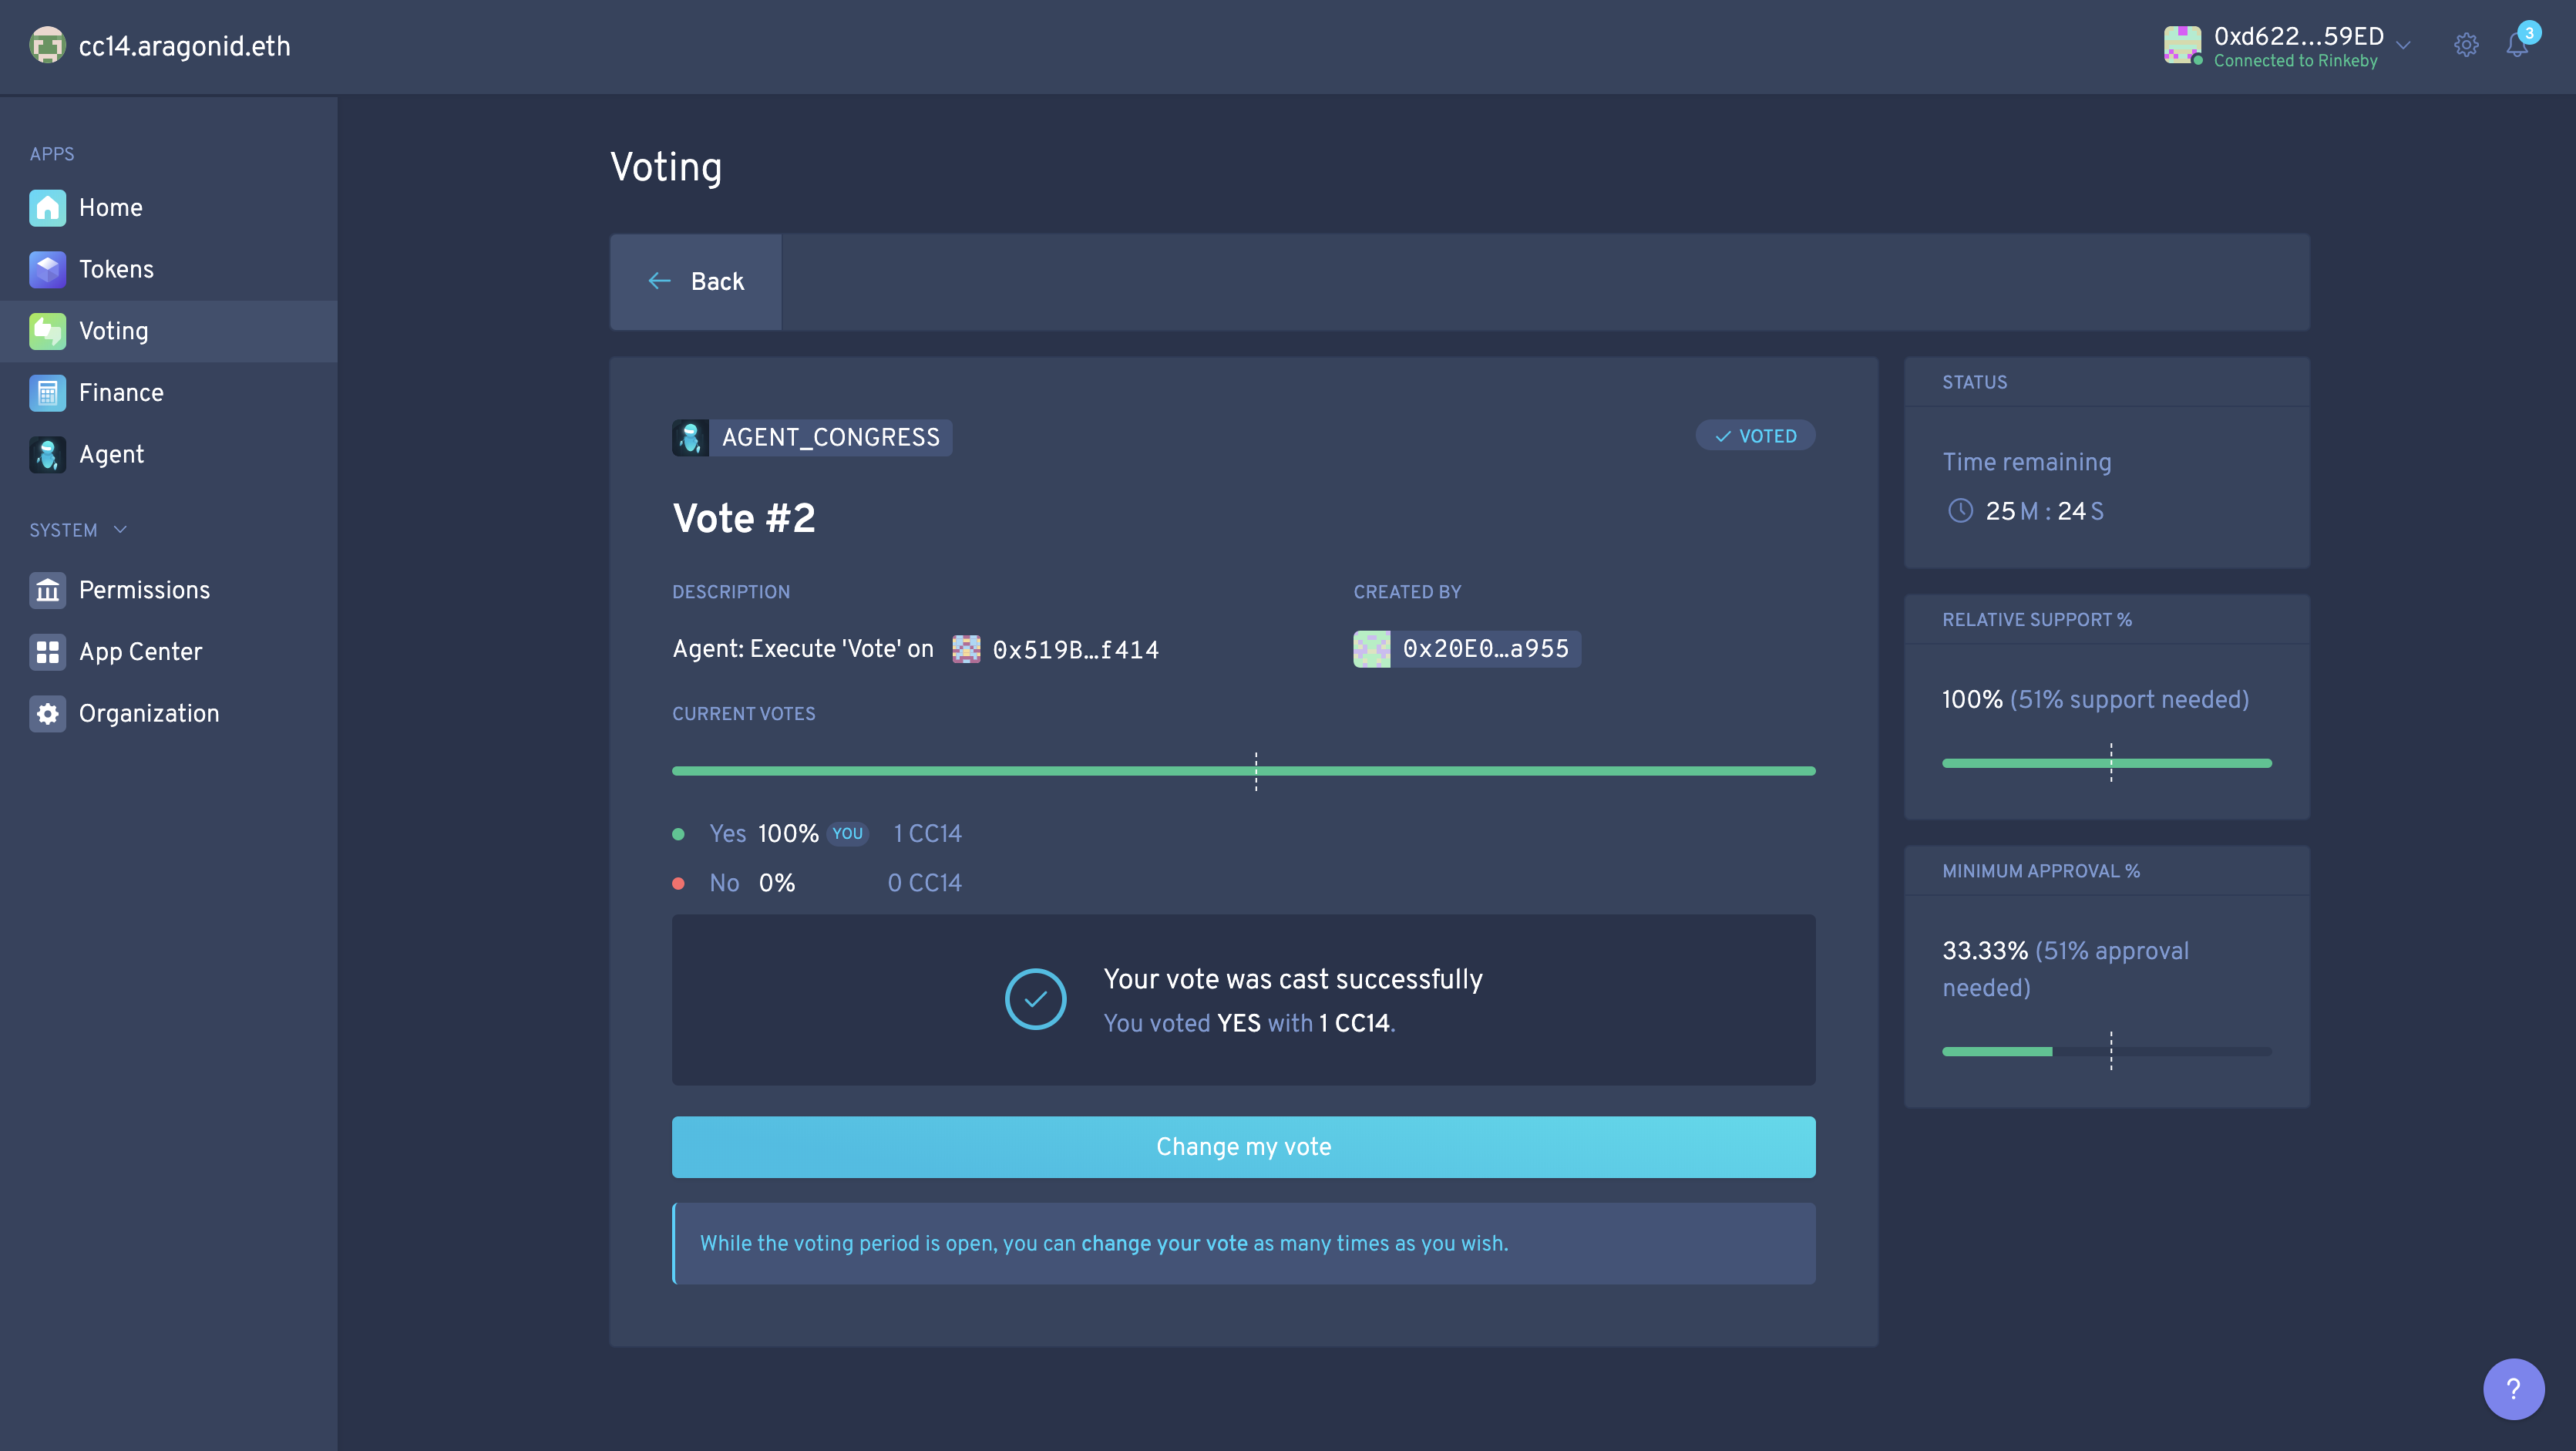 cc14.aragonid.eth
0xd622...59ED
Connected to Rinkeby
3
APPS
Home
Tokens
Voting
Finance
Agent
SYSTEM
Permissions
App Center
Organization
Voting
Back
AGENT_CONGRESS
VOTED
Vote #2
DESCRIPTION
Agent: Execute 'Vote' on 0x519B…f414
CREATED BY
0x20E0…a955
CURRENT VOTES
Yes 100% YOU 1 CC14
No 0% 0 CC14
Your vote was cast successfully
You voted YES with 1 CC14.
Change my vote
While the voting period is open, you can change your vote as many times as you wish.
STATUS
Time remaining
25 M : 24 S
RELATIVE SUPPORT %
100% (51% support needed)
MINIMUM APPROVAL %
33.33% (51% approval
needed)
?